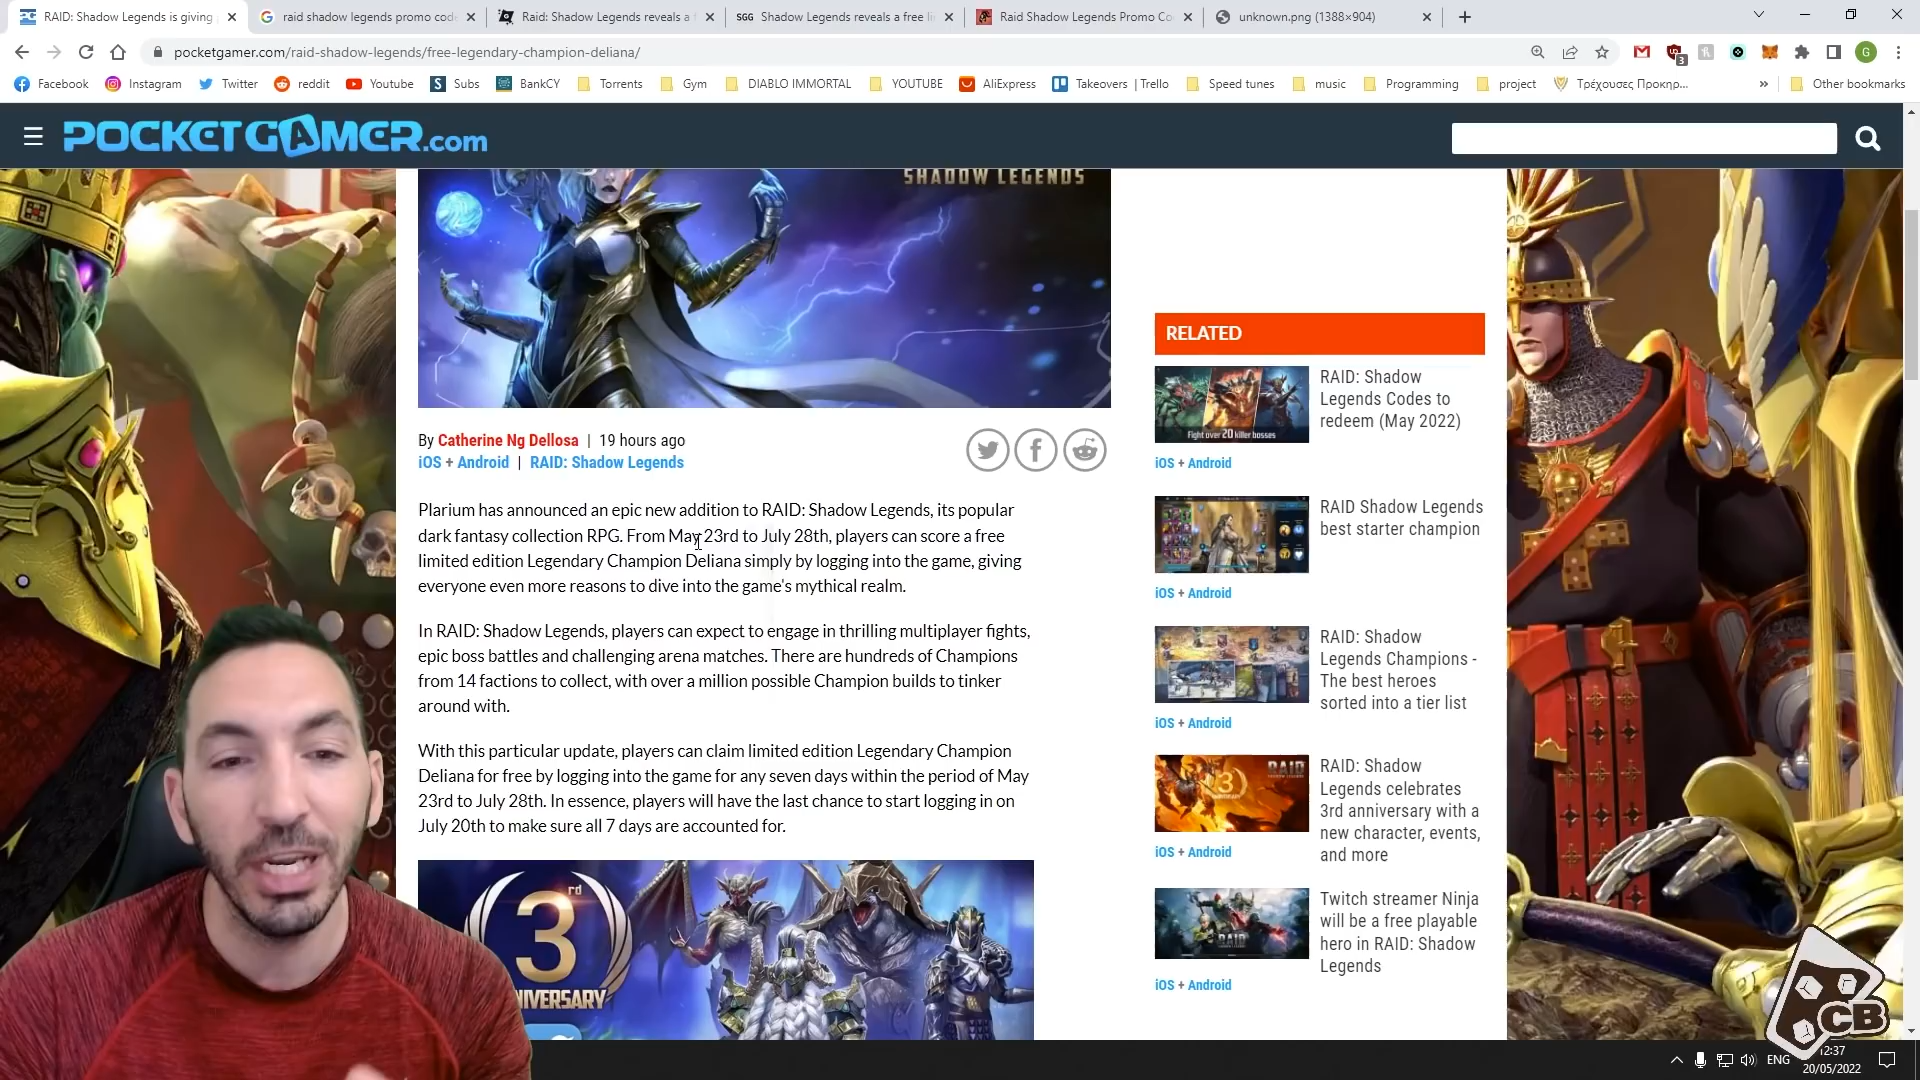 RAID: Shadow Legends is giving
raid shadow legends promo code
Raid: Shadow Legends reveals a f
SGG Shadow Legends reveals a free li
Raid Shadow Legends Promo Co
unknown.png (1388×904)
pocketgamer.com/raid-shadow-legends/free-legendary-champion-deliana/
3
G
Facebook
Instagram
Twitter
reddit
Youtube
S Subs
BankCY
Torrents
Gym
DIABLO IMMORTAL
YOUTUBE
AliExpress
Takeovers | Trello
Speed tunes
music
Programming
project
Τρέχουσες Προκηρ...
»
Other bookmarks
POCKETGAMER.com
SHADOW LEGENDS
By Catherine Ng Dellosa | 19 hours ago
iOS + Android | RAID: Shadow Legends
Plarium has announced an epic new addition to RAID: Shadow Legends, its popular
dark fantasy collection RPG. From May 23rd to July 28th, players can score a free
limited edition Legendary Champion Deliana simply by logging into the game, giving
everyone even more reasons to dive into the game's mythical realm.
In RAID: Shadow Legends, players can expect to engage in thrilling multiplayer fights,
epic boss battles and challenging arena matches. There are hundreds of Champions
from 14 factions to collect, with over a million possible Champion builds to tinker
around with.
With this particular update, players can claim limited edition Legendary Champion
Deliana for free by logging into the game for any seven days within the period of May
23rd to July 28th. In essence, players will have the last chance to start logging in on
July 20th to make sure all 7 days are accounted for.
3rd
NIVERSARY
RELATED
Fight over 20 killer bosses
RAID: Shadow
Legends Codes to
redeem (May 2022)
iOS + Android
RAID Shadow Legends
best starter champion
iOS + Android
RAID: Shadow
Legends Champions -
The best heroes
sorted into a tier list
iOS + Android
RAID
3
RAID: Shadow
Legends celebrates
3rd anniversary with a
new character, events,
and more
iOS + Android
RAID
Twitch streamer Ninja
will be a free playable
hero in RAID: Shadow
Legends
iOS + Android
CB
ENG
12:37
20/05/2022